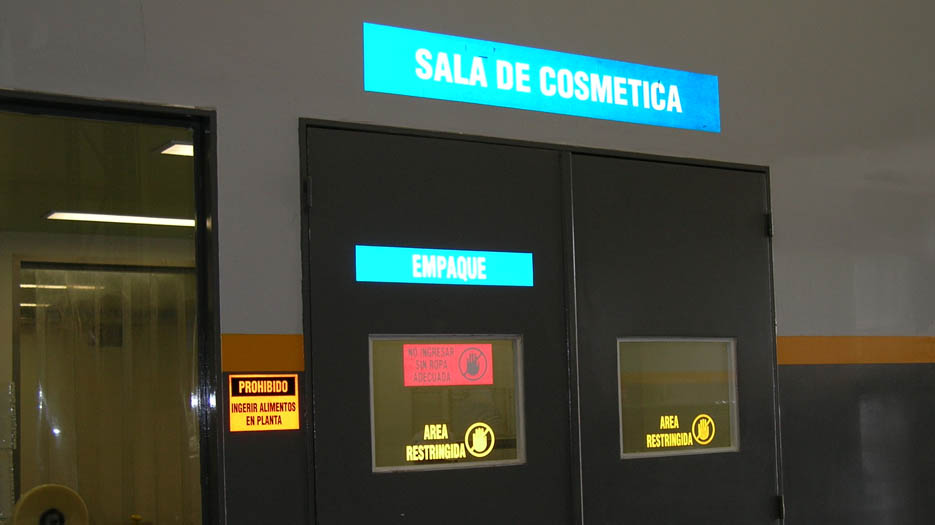 SALA DE COSMETICA
EMPAQUE
NO INGRESAR
SIN ROPA
ADECUADA
PROHIBIDO
INGERIR ALIMENTOS
EN PLANTA
AREA
RESTRINGIDA
AREA
RESTRINGIDA